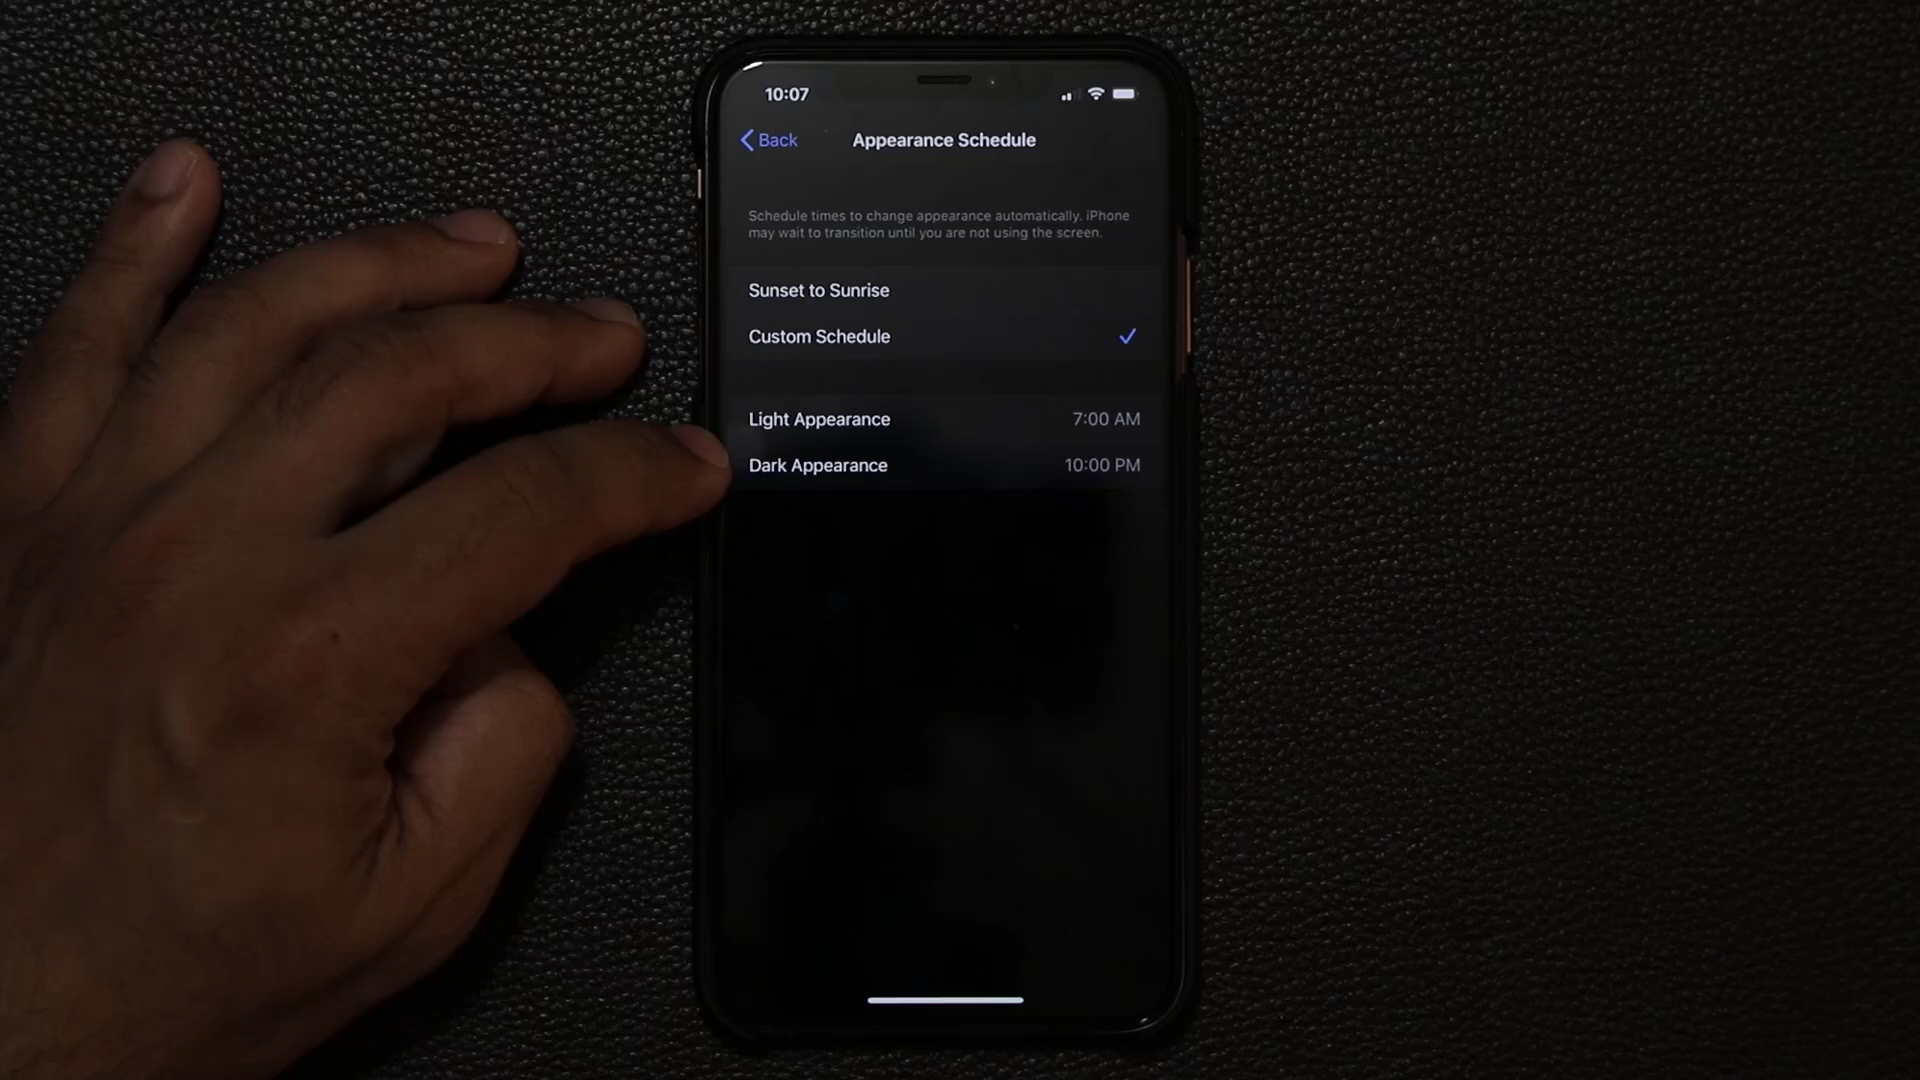 10:07
Back
Appearance Schedule
Schedule times to change appearance automatically. iPhone
may wait to transition until you are not using the screen.
Sunset to Sunrise
Custom Schedule
Light Appearance 7:00 AM
Dark Appearance 10:00 PM